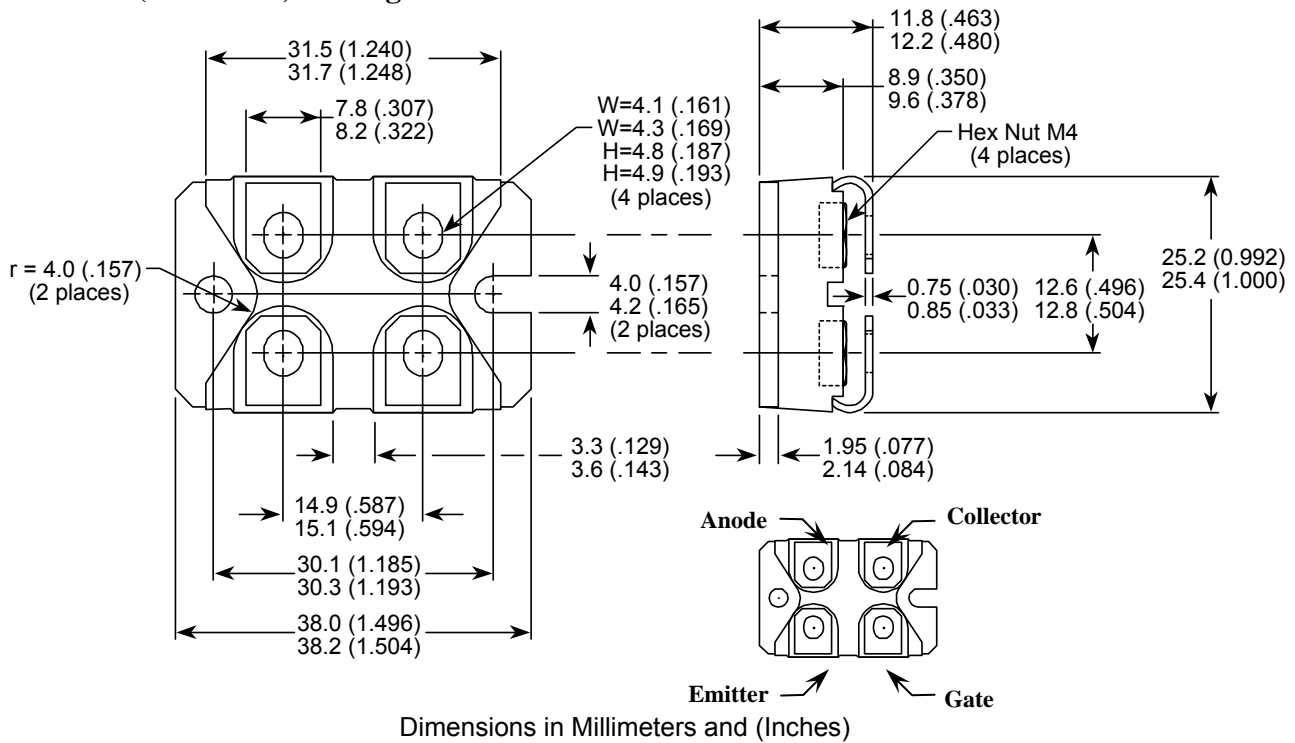 31.5 (1.240)
31.7 (1.248)
7.8 (.307)
8.2 (.322)
W=4.1 (.161)
W=4.3 (.169)
H=4.8 (.187)
H=4.9 (.193)
(4 places)
11.8 (.463)
12.2 (.480)
8.9 (.350)
9.6 (.378)
Hex Nut M4
(4 places)
r = 4.0 (.157)
(2 places)
4.0 (.157)
4.2 (.165)
(2 places)
0.75 (.030)
0.85 (.033)
12.6 (.496)
12.8 (.504)
25.2 (0.992)
25.4 (1.000)
3.3 (.129)
3.6 (.143)
1.95 (.077)
2.14 (.084)
14.9 (.587)
15.1 (.594)
30.1 (1.185)
30.3 (1.193)
38.0 (1.496)
38.2 (1.504)
Anode
Collector
Emitter
Gate
Dimensions in Millimeters and (Inches)